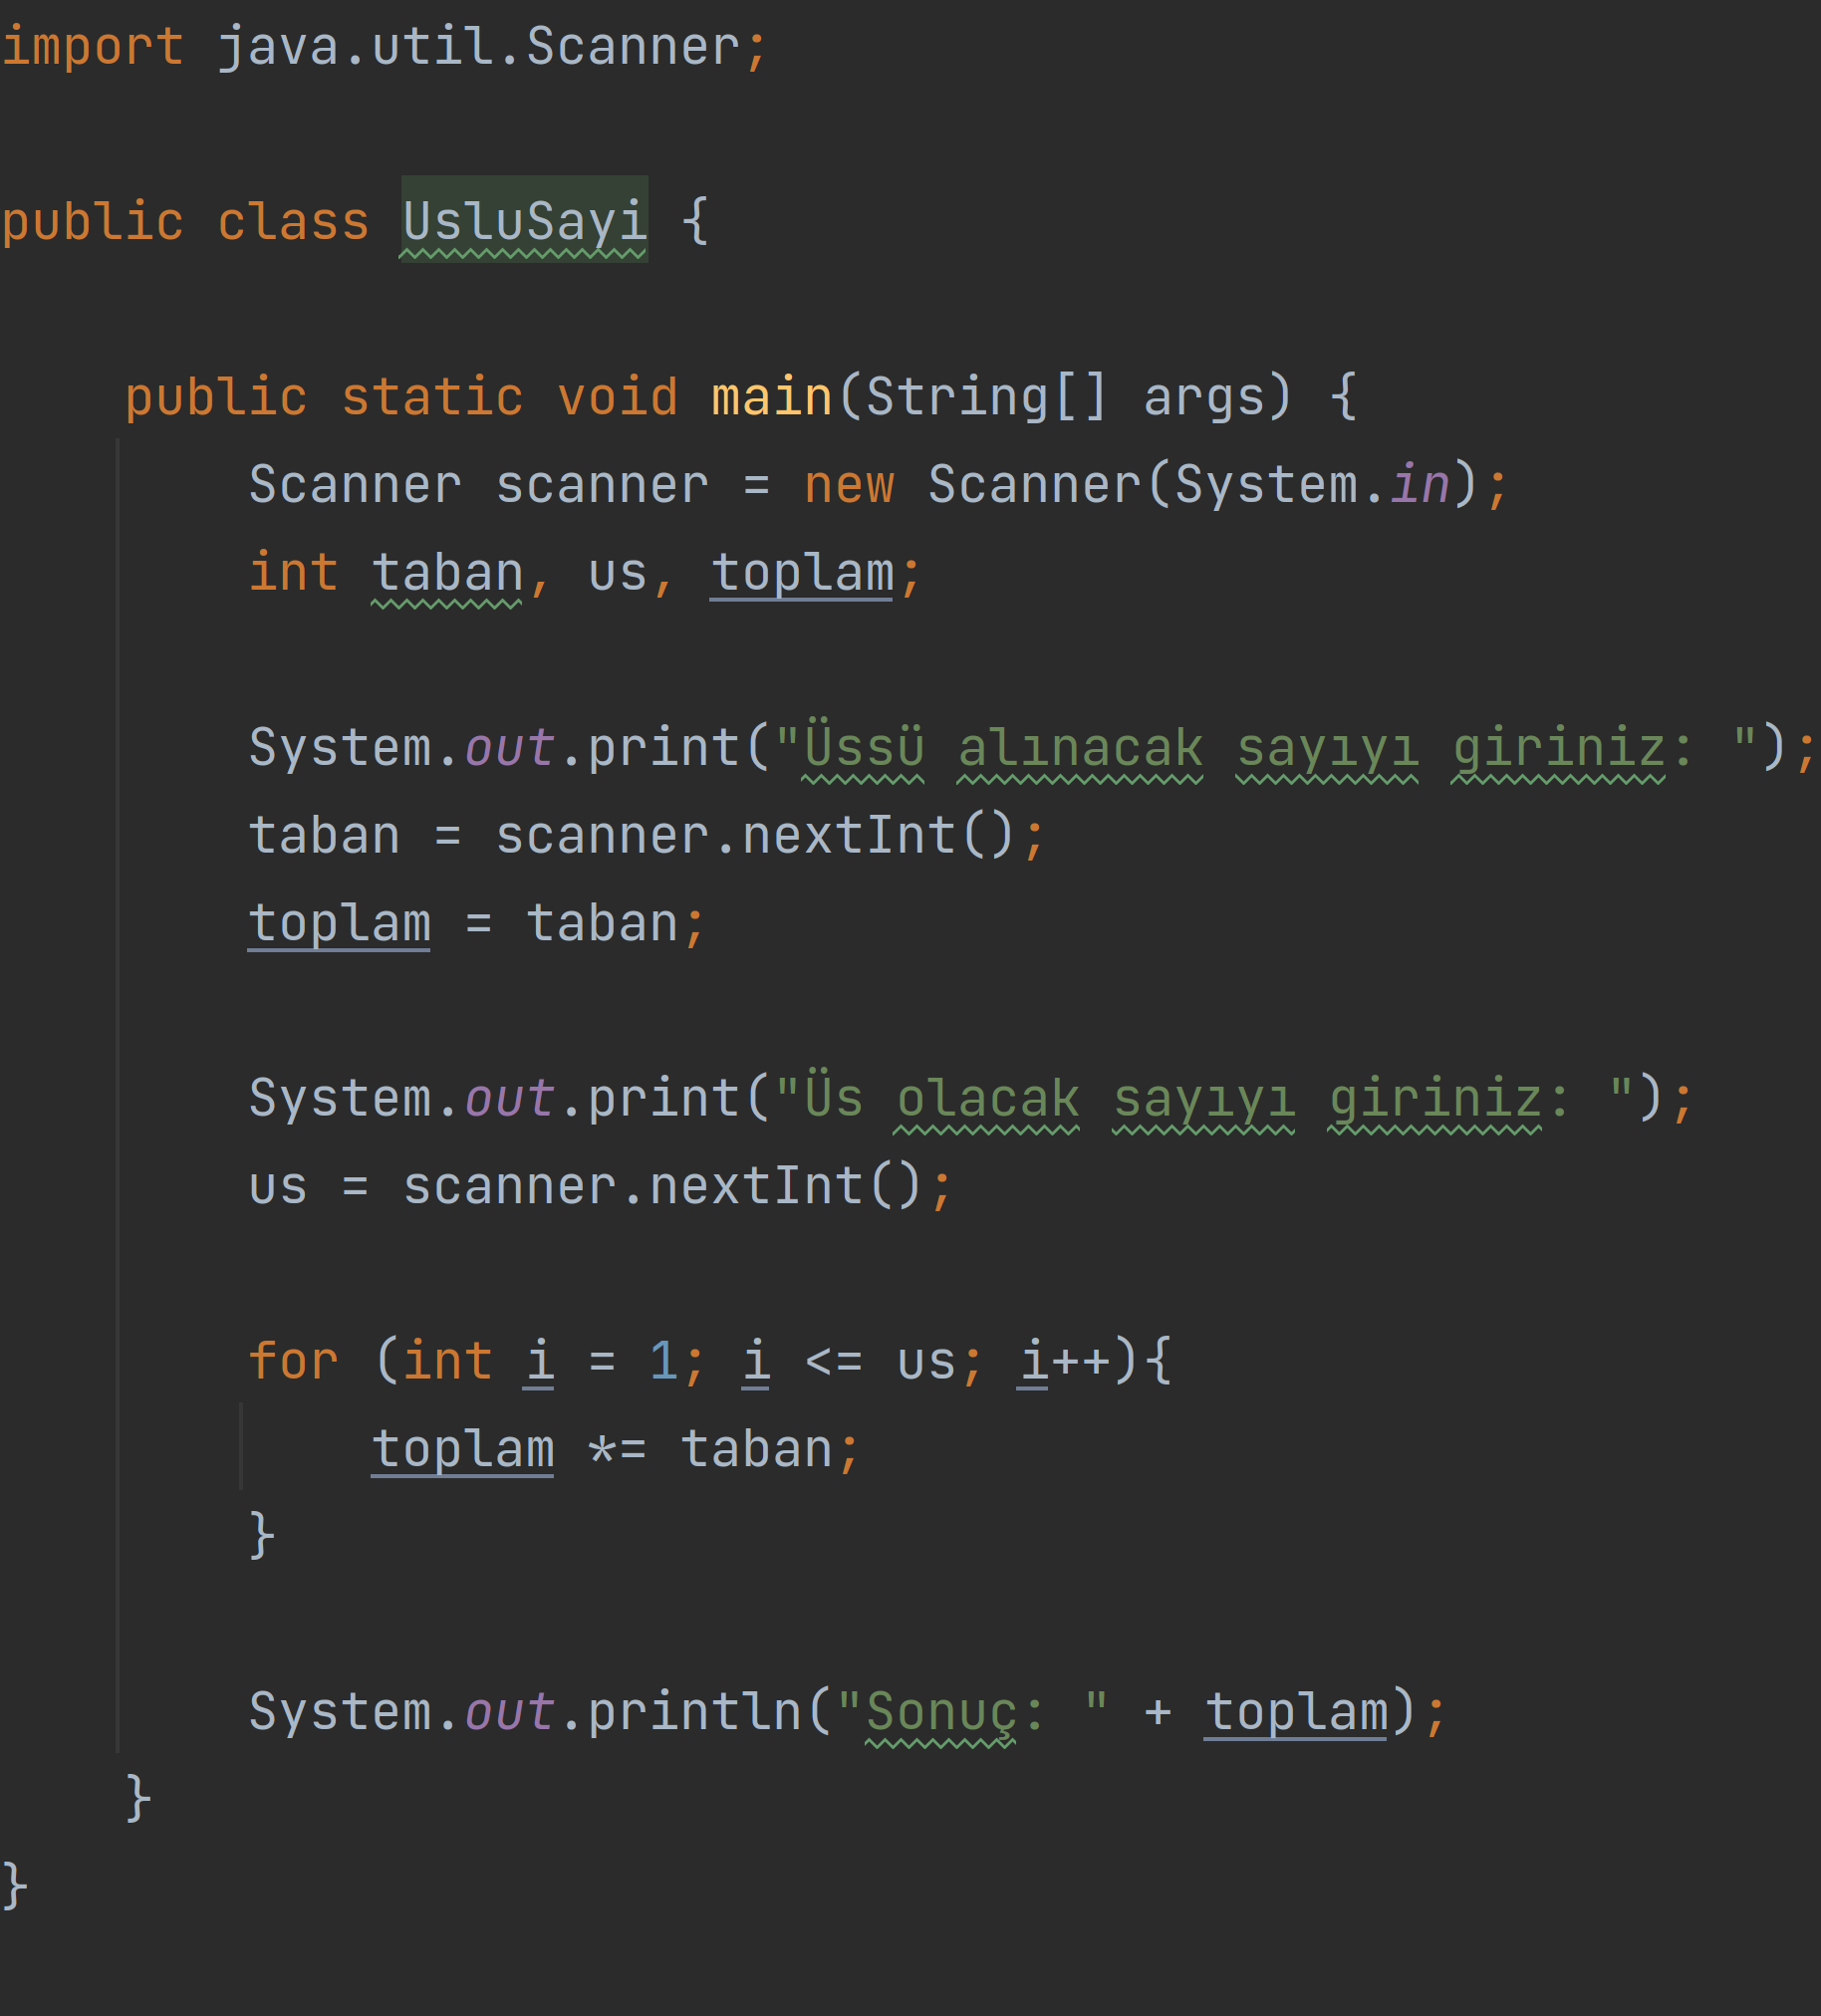 import java.util.Scanner;
public class UsluSayi {
public static void main(String[] args) {
Scanner scanner = new Scanner(System.in);
int taban, us, toplam;
System.out.print("Üssü alınacak sayıyı giriniz: ");
taban = scanner.nextInt();
toplam = taban;
System.out.print("Üs olacak sayıyı giriniz: ");
us = scanner.nextInt();
for (int i = 1; i <= us; i++){
toplam *= taban;
}
System.out.println("Sonuç: " + toplam);
}
}